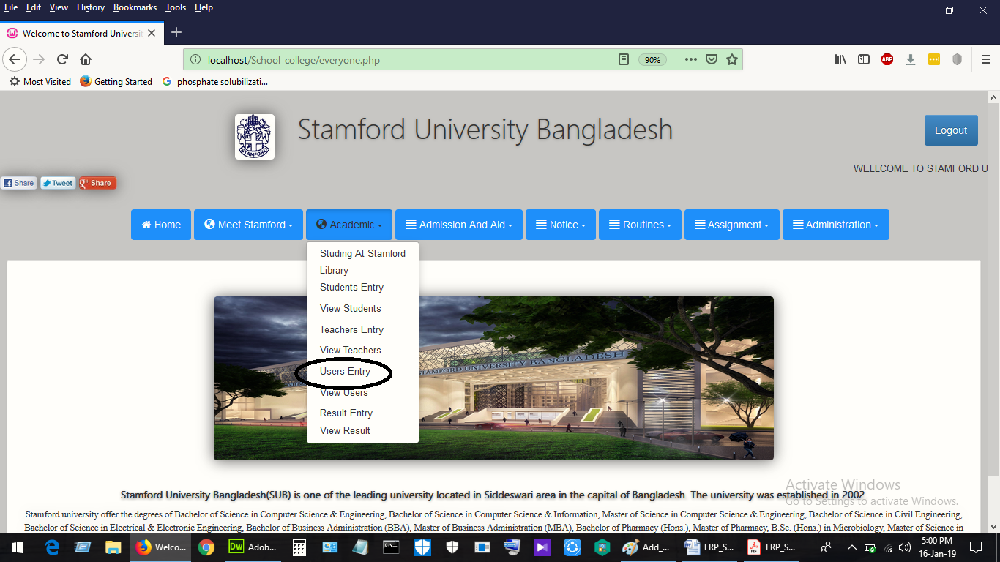 File Edit View History Bookmarks Tools Help
Welcome to Stamford Universit
localhost/School-college/everyone.php
90%
ABP
Most Visited Getting Started phosphate solubilizati...
STAMFORD
Stamford University Bangladesh
Logout
WELLCOME TO STAMFORD U
Share Tweet Share
Home Meet Stamford Academic Admission And Aid Notice Routines Assignment Administration
Studing At Stamford
Library
Students Entry
View Students
Teachers Entry
View Teachers
Users Entry
View Users
Result Entry
View Result
STAMFORD UNIVERSITY BANGLADESH
Stamford University Bangladesh(SUB) is one of the leading university located in Siddeswari area in the capital of Bangladesh. The university was established in 2002.
Stamford university offer the degrees of Bachelor of Science in Computer Science & Engineering, Bachelor of Science in Computer Science & Information, Master of Science in Computer Science & Engineering, Bachelor of Science in Civil Engineering,
Bachelor of Science in Electrical & Electronic Engineering, Bachelor of Business Administration (BBA), Master of Business Administration (MBA), Bachelor of Pharmacy (Hons.), Master of Pharmacy, B.Sc. (Hons.) in Microbiology, Master of Science in
Activate Windows
Go to Settings to activate Windows.
Welco... Dw Adob... Add_... ERP_S... ERP_S...
5:00 PM
16-Jan-19